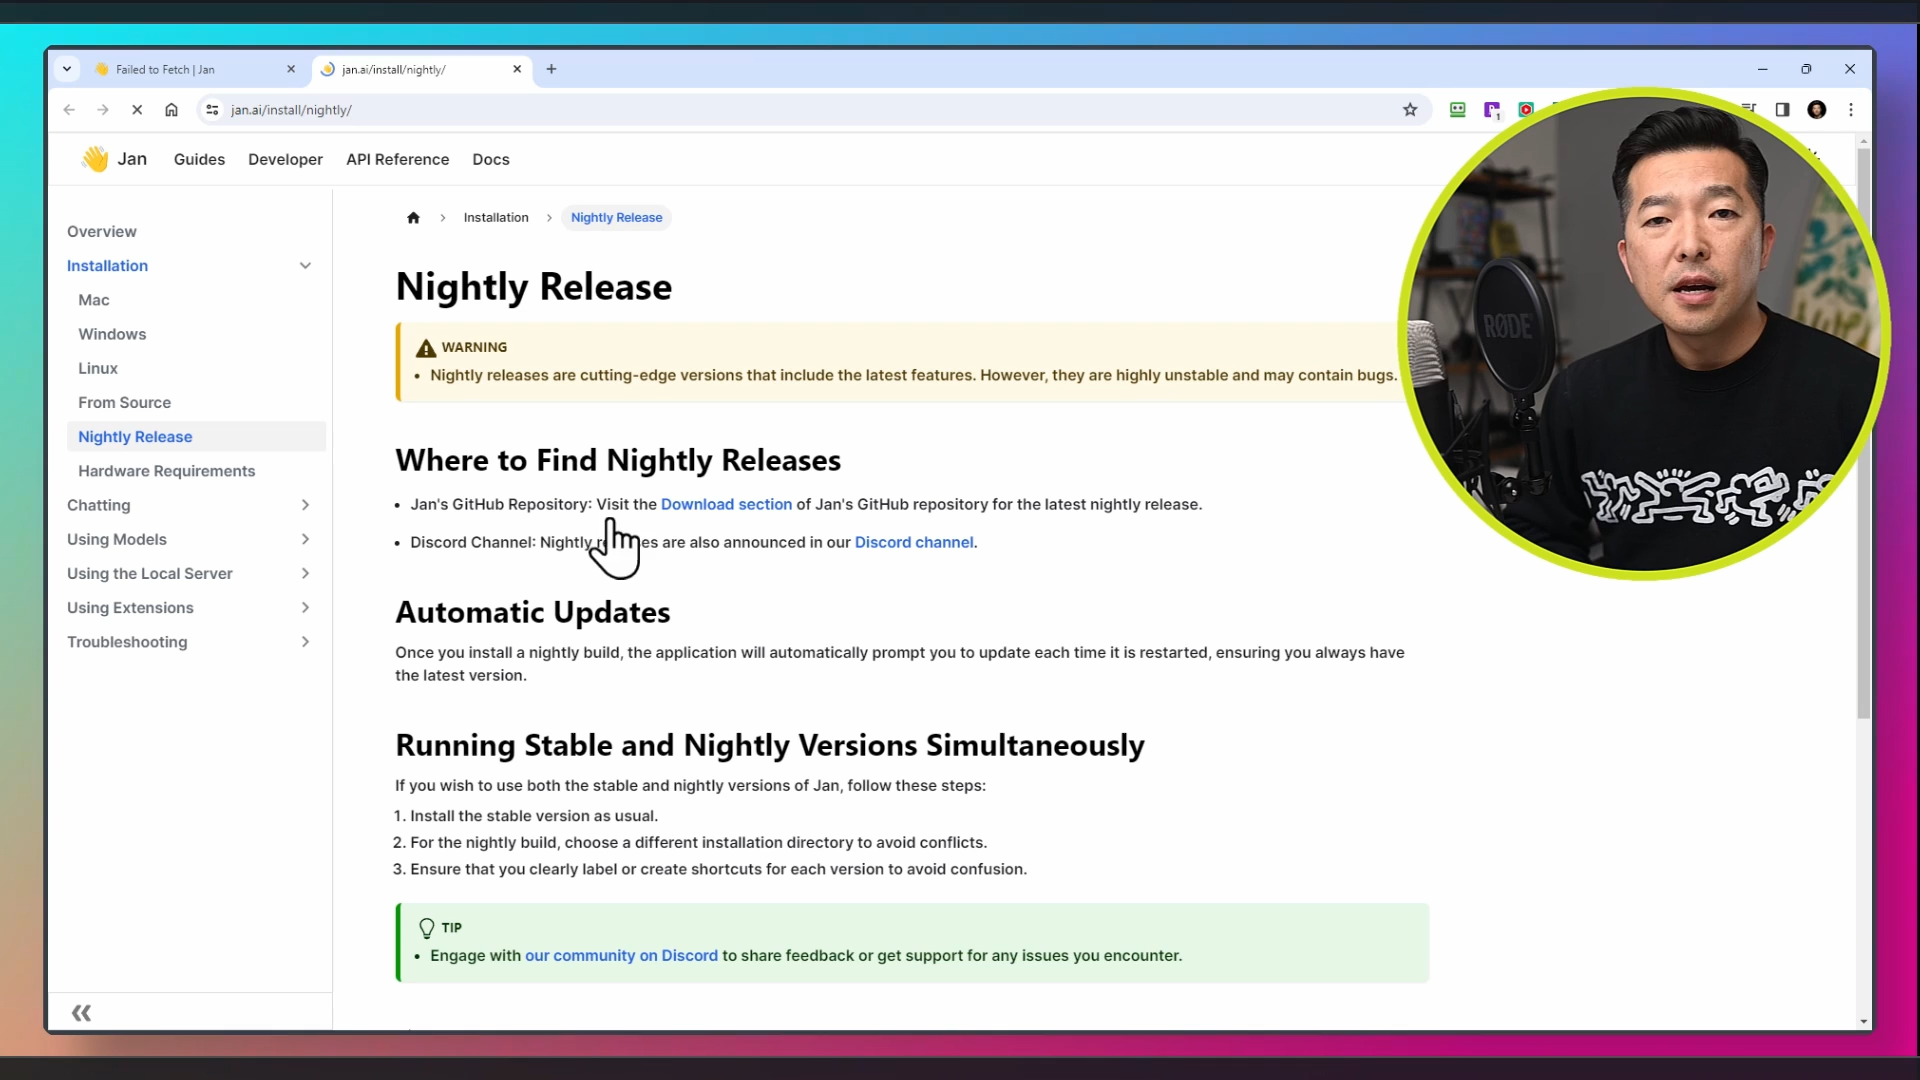 Failed to Fetch | Jan
jan.ai/install/nightly/
jan.ai/install/nightly/
1
Jan
Guides
Developer
API Reference
Docs
Overview
Installation
Mac
Windows
Linux
From Source
Nightly Release
Hardware Requirements
Chatting
Using Models
Using the Local Server
Using Extensions
Troubleshooting
Installation
Nightly Release
Nightly Release
WARNING
• Nightly releases are cutting-edge versions that include the latest features. However, they are highly unstable and may contain bugs.
Where to Find Nightly Releases
• Jan's GitHub Repository: Visit the Download section of Jan's GitHub repository for the latest nightly release.
• Discord Channel: Nightly are also announced in our Discord channel.
Automatic Updates
Once you install a nightly build, the application will automatically prompt you to update each time it is restarted, ensuring you always have
the latest version.
Running Stable and Nightly Versions Simultaneously
If you wish to use both the stable and nightly versions of Jan, follow these steps:
1. Install the stable version as usual.
2. For the nightly build, choose a different installation directory to avoid conflicts.
3. Ensure that you clearly label or create shortcuts for each version to avoid confusion.
TIP
• Engage with our community on Discord to share feedback or get support for any issues you encounter.
RØDE